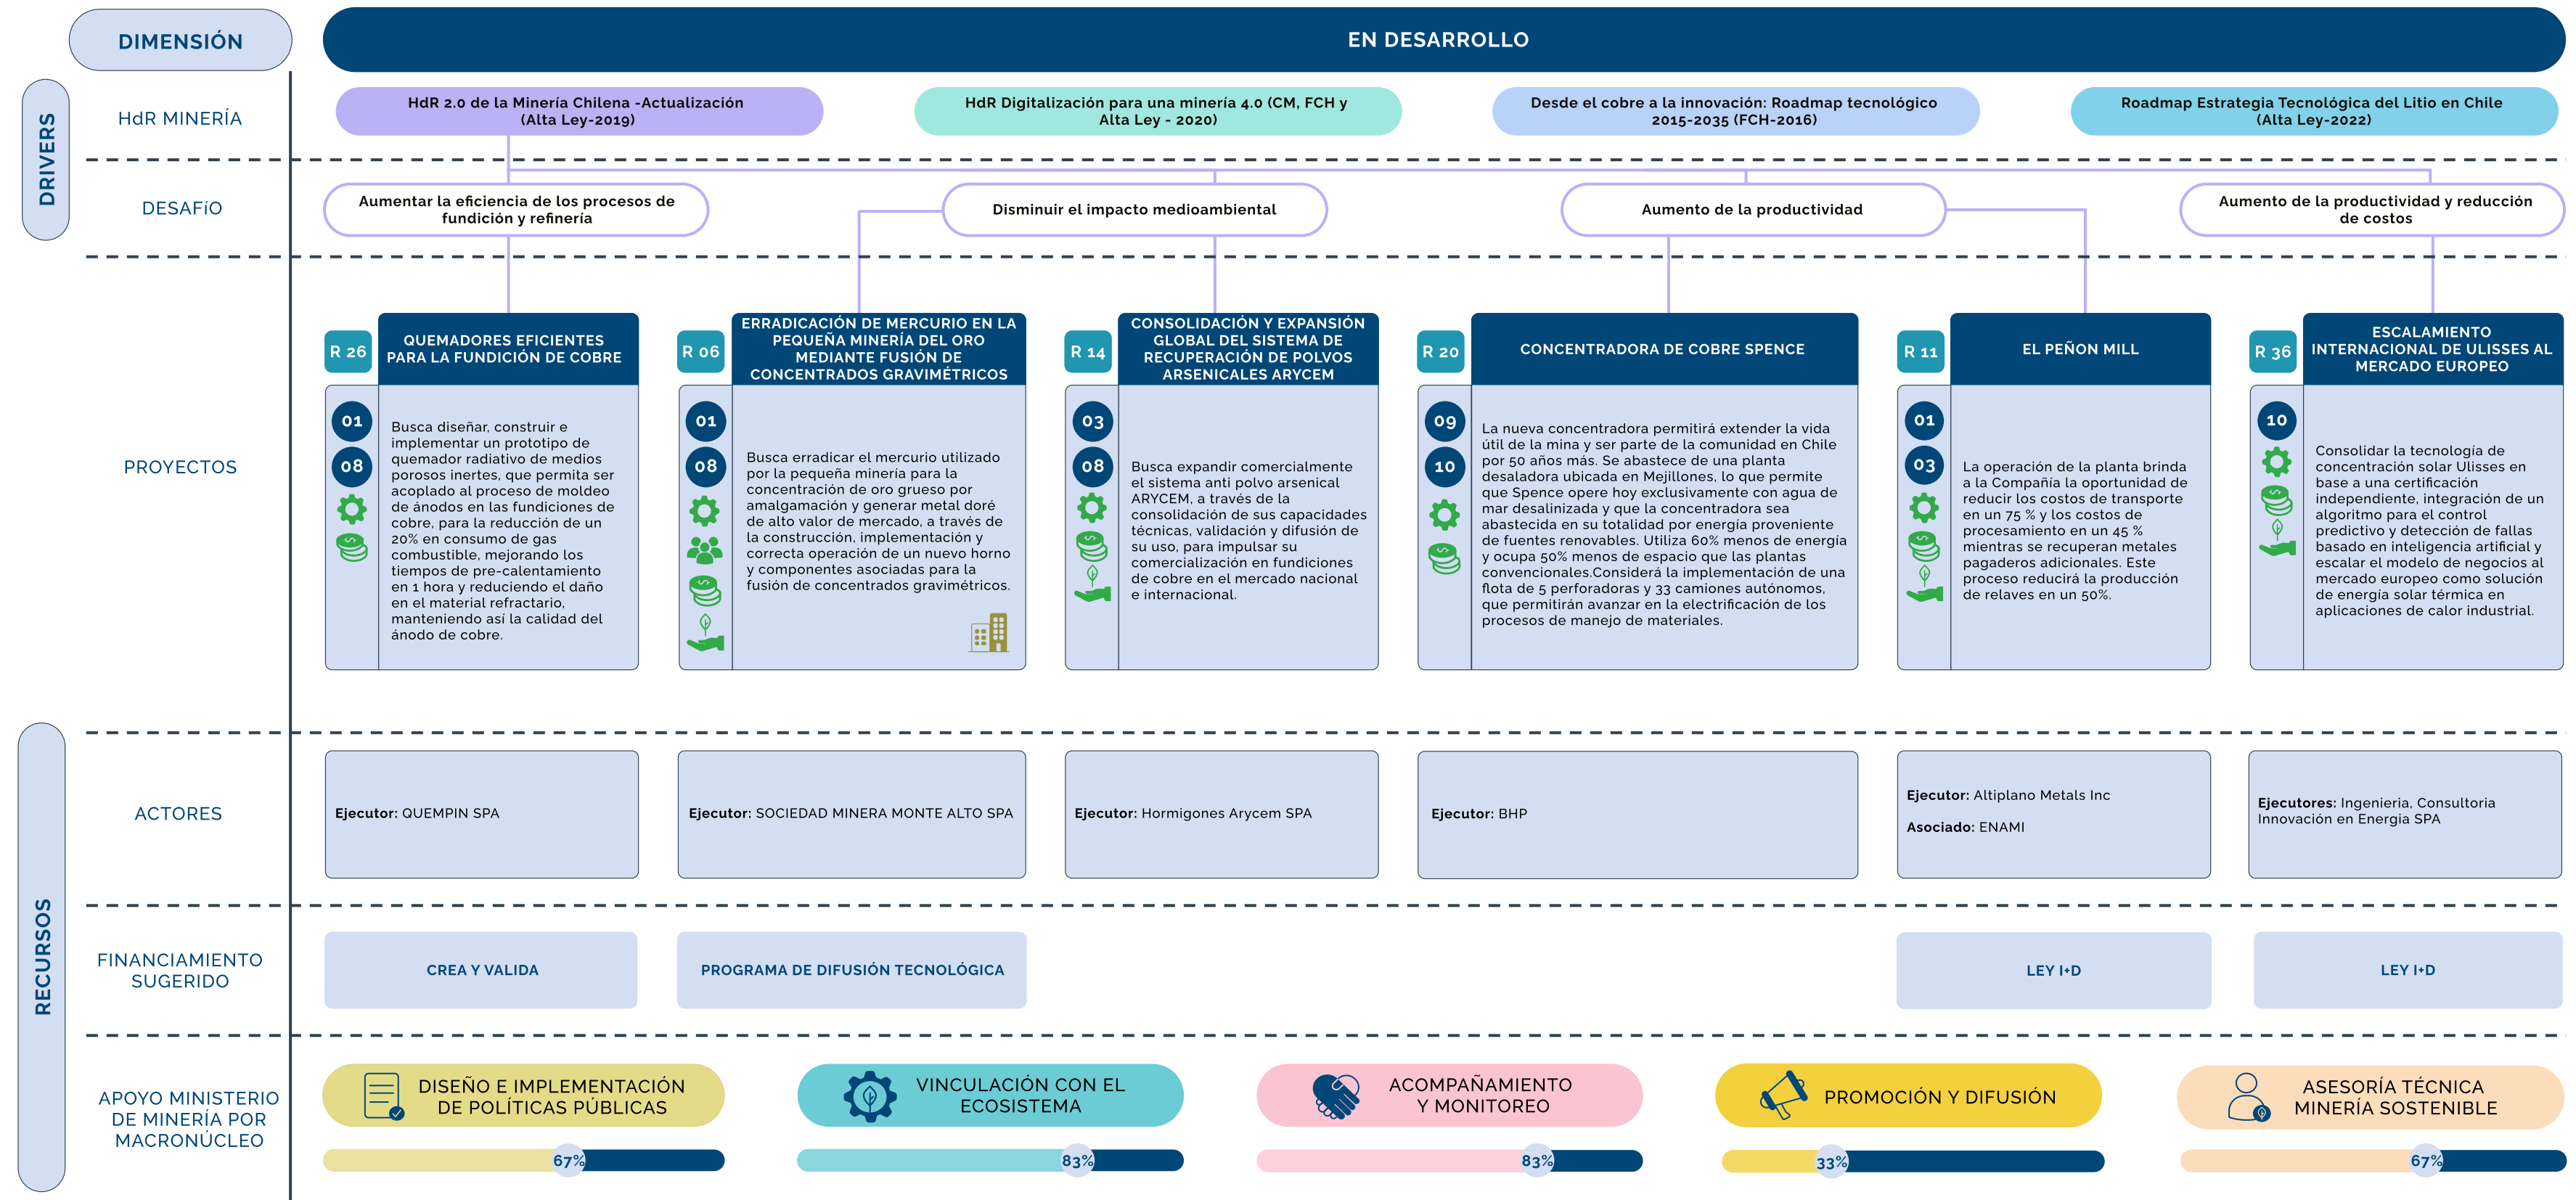 DIMENSIÓN
EN DESARROLLO
DRIVERS
HdR MINERÍA
HdR 2.0 de la Minería Chilena -Actualización
(Alta Ley-2019)
HdR Digitalización para una minería 4.0 (CM, FCH y
Alta Ley - 2020)
Desde el cobre a la innovación: Roadmap tecnológico
2015-2035 (FCH-2016)
Roadmap Estrategia Tecnológica del Litio en Chile
(Alta Ley-2022)
DESAFíO
Aumentar la eficiencia de los procesos de
fundición y refinería
Disminuir el impacto medioambiental
Aumento de la productividad
Aumento de la productividad y reducción
de costos
PROYECTOS
R 26
QUEMADORES EFICIENTES
PARA LA FUNDICIÓN DE COBRE
01
08
Busca diseñar, construir e
implementar un prototipo de
quemador radiativo de medios
porosos inertes, que permita ser
acoplado al proceso de moldeo
de ánodos en las fundiciones de
cobre, para la reducción de un
20% en consumo de gas
combustible, mejorando los
tiempos de pre-calentamiento
en 1 hora y reduciendo el daño
en el material refractario,
manteniendo así la calidad del
ánodo de cobre.
R 06
ERRADICACIÓN DE MERCURIO EN LA
PEQUEÑA MINERÍA DEL ORO
MEDIANTE FUSIÓN DE
CONCENTRADOS GRAVIMÉTRICOS
01
08
Busca erradicar el mercurio utilizado
por la pequeña minería para la
concentración de oro grueso por
amalgamación y generar metal doré
de alto valor de mercado, a través de
la construcción, implementación y
correcta operación de un nuevo horno
y componentes asociadas para la
fusión de concentrados gravimétricos.
R 14
CONSOLIDACIÓN Y EXPANSIÓN
GLOBAL DEL SISTEMA DE
RECUPERACIÓN DE POLVOS
ARSENICALES ARYCEM
03
08
Busca expandir comercialmente
el sistema anti polvo arsenical
ARYCEM, a través de la
consolidación de sus capacidades
técnicas, validación y difusión de
su uso, para impulsar su
comercialización en fundiciones
de cobre en el mercado nacional
e internacional.
R 20
CONCENTRADORA DE COBRE SPENCE
09
10
La nueva concentradora permitirá extender la vida
útil de la mina y ser parte de la comunidad en Chile
por 50 años más. Se abastece de una planta
desaladora ubicada en Mejillones, lo que permite
que Spence opere hoy exclusivamente con agua de
mar desalinizada y que la concentradora sea
abastecida en su totalidad por energía proveniente
de fuentes renovables. Utiliza 60% menos de energía
y ocupa 50% menos de espacio que las plantas
convencionales.Considerá la implementación de una
flota de 5 perforadoras y 33 camiones autónomos,
que permitirán avanzar en la electrificación de los
procesos de manejo de materiales.
R 11
EL PEÑON MILL
01
03
La operación de la planta brinda
a la Compañía la oportunidad de
reducir los costos de transporte
en un 75 % y los costos de
procesamiento en un 45 %
mientras se recuperan metales
pagaderos adicionales. Este
proceso reducirá la producción
de relaves en un 50%.
R 36
ESCALAMIENTO
INTERNACIONAL DE ULISSES AL
MERCADO EUROPEO
10
Consolidar la tecnología de
concentración solar Ulisses en
base a una certificación
independiente, integración de un
algoritmo para el control
predictivo y detección de fallas
basado en inteligencia artificial y
escalar el modelo de negocios al
mercado europeo como solución
de energía solar térmica en
aplicaciones de calor industrial.
RECURSOS
ACTORES
Ejecutor: QUEMPIN SPA
Ejecutor: SOCIEDAD MINERA MONTE ALTO SPA
Ejecutor: Hormigones Arycem SPA
Ejecutor: BHP
Ejecutor: Altiplano Metals Inc
Asociado: ENAMI
Ejecutores: Ingenieria, Consultoria
Innovación en Energia SPA
FINANCIAMIENTO
SUGERIDO
CREA Y VALIDA
PROGRAMA DE DIFUSIÓN TECNOLÓGICA
LEY I+D
LEY I+D
APOYO MINISTERIO
DE MINERÍA POR
MACRONÚCLEO
DISEÑO E IMPLEMENTACIÓN
DE POLÍTICAS PÚBLICAS
67%
VINCULACIÓN CON EL
ECOSISTEMA
83%
ACOMPAÑAMIENTO
Y MONITOREO
83%
PROMOCIÓN Y DIFUSIÓN
33%
ASESORÍA TÉCNICA
MINERÍA SOSTENIBLE
67%